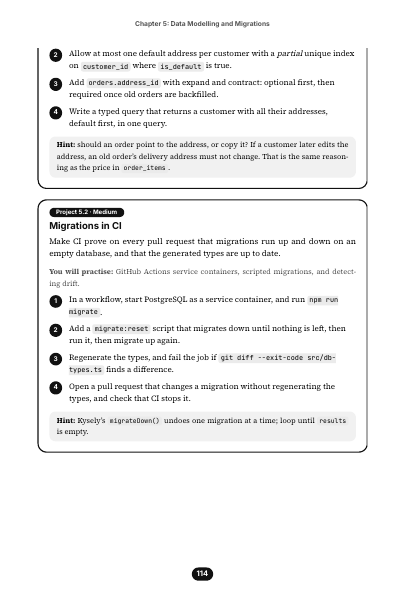 Chapter 5: Data Modelling and Migrations
2 Allow at most one default address per customer with a partial unique index
on customer_id where is_default is true.
3 Add orders.address_id with expand and contract: optional first, then
required once old orders are backfilled.
4 Write a typed query that returns a customer with all their addresses,
default first, in one query.
Hint: should an order point to the address, or copy it? If a customer later edits the
address, an old order's delivery address must not change. That is the same reason-
ing as the price in order_items .
Project 5.2 · Medium
Migrations in CI
Make CI prove on every pull request that migrations run up and down on an
empty database, and that the generated types are up to date.
You will practise: GitHub Actions service containers, scripted migrations, and detect-
ing drift.
1 In a workflow, start PostgreSQL as a service container, and run npm run
migrate .
2 Add a migrate:reset script that migrates down until nothing is left, then
run it, then migrate up again.
3 Regenerate the types, and fail the job if git diff --exit-code src/db-
types.ts finds a difference.
4 Open a pull request that changes a migration without regenerating the
types, and check that CI stops it.
Hint: Kysely's migrateDown() undoes one migration at a time; loop until results
is empty.
114